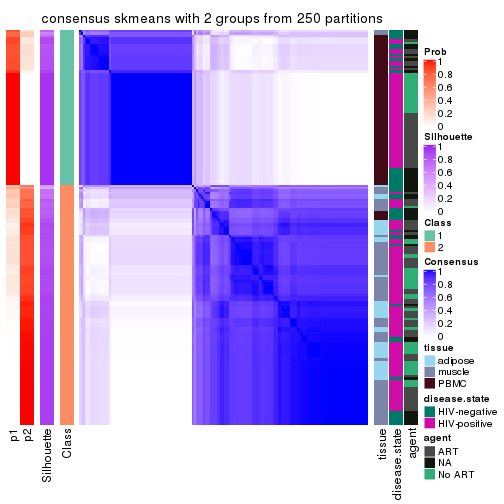 consensus skmeans with 2 groups from 250 partitions
Prob
1
0.8
0.6
0.4
0.2
0
Silhouette
1
0.8
0.6
0.4
0.2
0
Class
1
2
Consensus
1
0.8
0.6
0.4
0.2
0
tissue
adipose
muscle
PBMC
disease.state
HIV-negative
HIV-positive
agent
ART
NA
No ART
p1
p2
Silhouette
Class
tissue
disease.state
agent